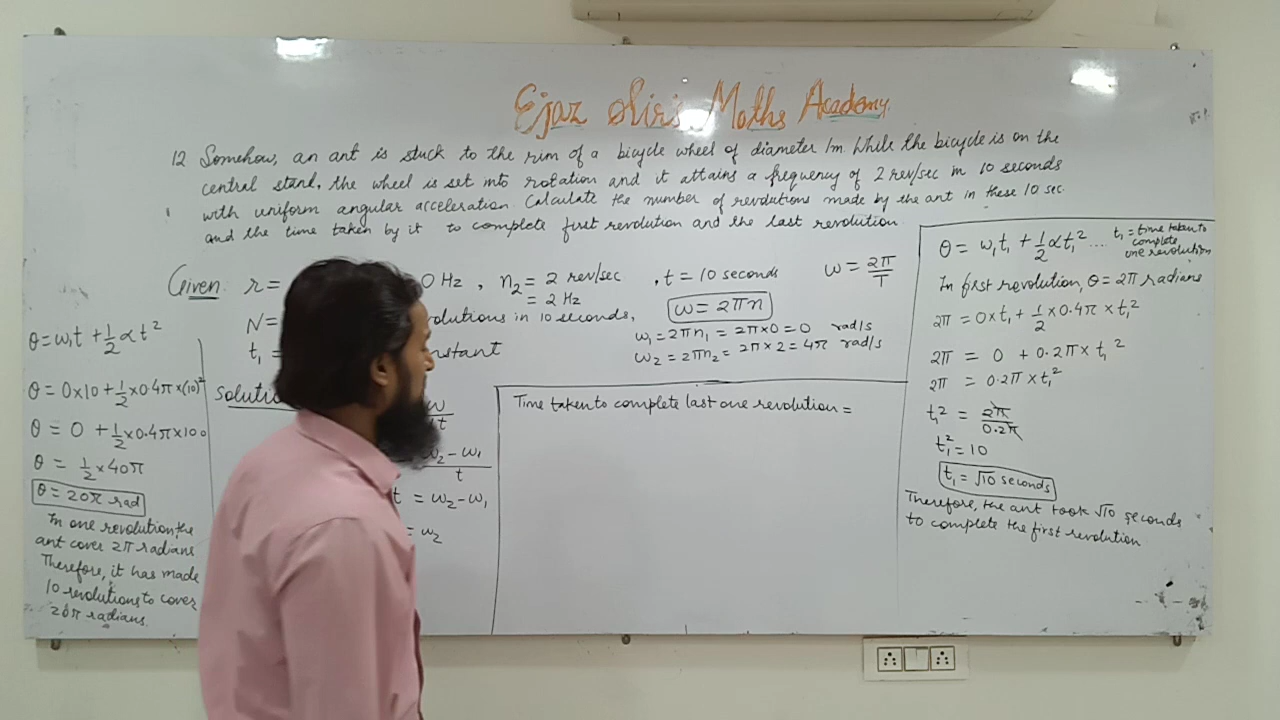 Ejaz Sir's Maths Academy
12 Somehow, an ant is stuck to the rim of a bicycle wheel of diameter 1m. While the bicycle is on the
central stand, the wheel is set into rotation and it attains a frequency of 2 rev/sec in 10 seconds
with uniform angular acceleration. Calculate the number of revolutions made by the ant in these 10 sec.
and the time taken by it to complete first revolution and the last revolution.
Given: r =
0 Hz, n₂ = 2 rev/sec , t = 10 seconds
= 2 Hz
ω = 2π/T
N =
olutions in 10 seconds,
ω = 2πn
t₁ =
nstant
ω₁ = 2πn₁ = 2π×0 = 0 rad/s
ω₂ = 2πn₂ = 2π×2 = 4π rad/s
θ = ω₁t + 1/2 αt²
θ = 0×10 + 1/2 × 0.4π×(10)²
θ = 0 + 1/2 × 0.4π×100
θ = 1/2 × 40π
θ = 20π rad
In one revolution, the
ant cover 2π radians
Therefore, it has made
10 revolutions to cover
20π radians.
Soluti
t
₂ - ω₁
t
t = ω₂ - ω₁
= ω₂
Time taken to complete last one revolution =
θ = ω₁t₁ + 1/2 αt₁² ....
t₁ = time taken to
complete
one revolution
In first revolution, θ = 2π radians
2π = 0×t₁ + 1/2 × 0.4π × t₁²
2π = 0 + 0.2π × t₁²
2π = 0.2π × t₁²
t₁² = 2π/0.2π
t₁² = 10
t₁ = √10 seconds
Therefore, the ant took √10 seconds
to complete the first revolution